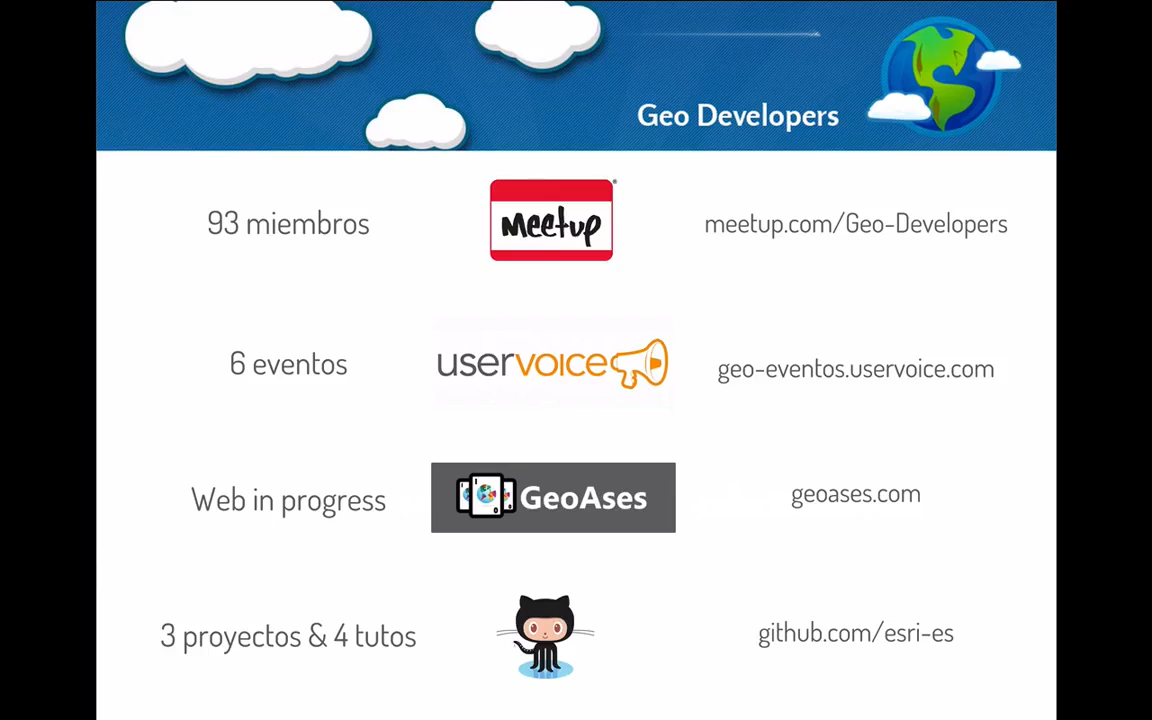 Geo Developers
93 miembros
meetup
meetup.com/Geo-Developers
6 eventos
uservoice
geo-eventos.uservoice.com
Web in progress
GeoAses
geoases.com
3 proyectos & 4 tutos
github.com/esri-es